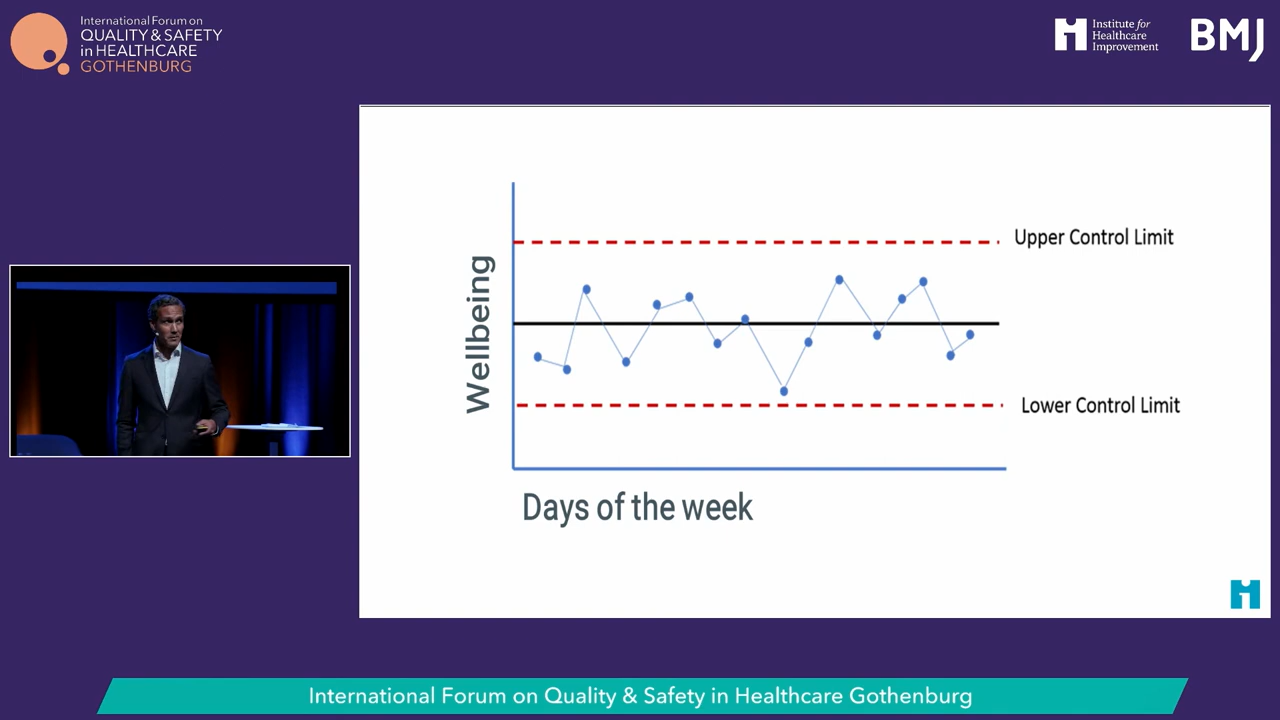 International Forum on
QUALITY & SAFETY
in HEALTHCARE
GOTHENBURG
Institute for
Healthcare
Improvement
BMJ
Upper Control Limit
Wellbeing
Lower Control Limit
Days of the week
International Forum on Quality & Safety in Healthcare Gothenburg